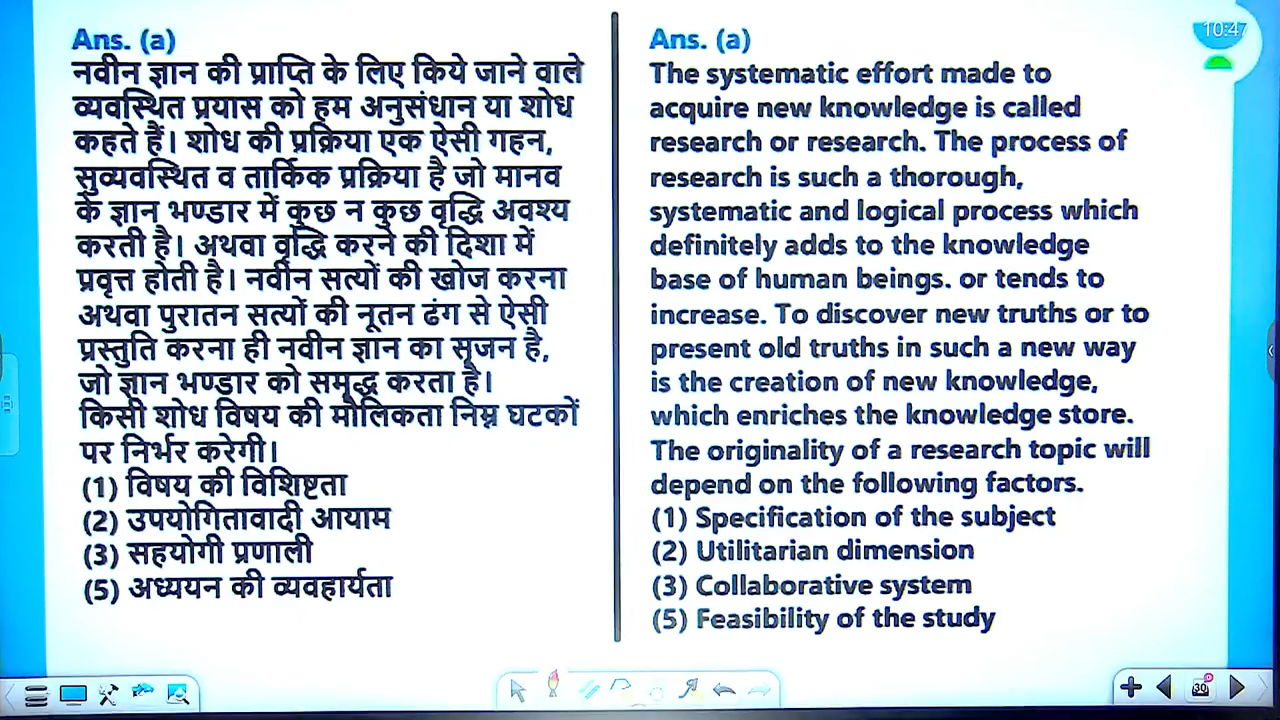 Ans. (a)
नवीन ज्ञान की प्राप्ति के लिए किये जाने वाले
व्यवस्थित प्रयास को हम अनुसंधान या शोध
कहते हैं। शोध की प्रक्रिया एक ऐसी गहन,
सुव्यवस्थित व तार्किक प्रक्रिया है जो मानव
के ज्ञान भण्डार में कुछ न कुछ वृद्धि अवश्य
करती है। अथवा वृद्धि करने की दिशा में
प्रवृत्त होती है। नवीन सत्यों की खोज करना
अथवा पुरातन सत्यों की नूतन ढंग से ऐसी
प्रस्तुति करना ही नवीन ज्ञान का सृजन है,
जो ज्ञान भण्डार को समृद्ध करता है।
किसी शोध विषय की मौलिकता निम्न घटकों
पर निर्भर करेगी।
(1) विषय की विशिष्टता
(2) उपयोगितावादी आयाम
(3) सहयोगी प्रणाली
(5) अध्ययन की व्यवहार्यता
Ans. (a)
The systematic effort made to
acquire new knowledge is called
research or research. The process of
research is such a thorough,
systematic and logical process which
definitely adds to the knowledge
base of human beings. or tends to
increase. To discover new truths or to
present old truths in such a new way
is the creation of new knowledge,
which enriches the knowledge store.
The originality of a research topic will
depend on the following factors.
(1) Specification of the subject
(2) Utilitarian dimension
(3) Collaborative system
(5) Feasibility of the study
10:47
30